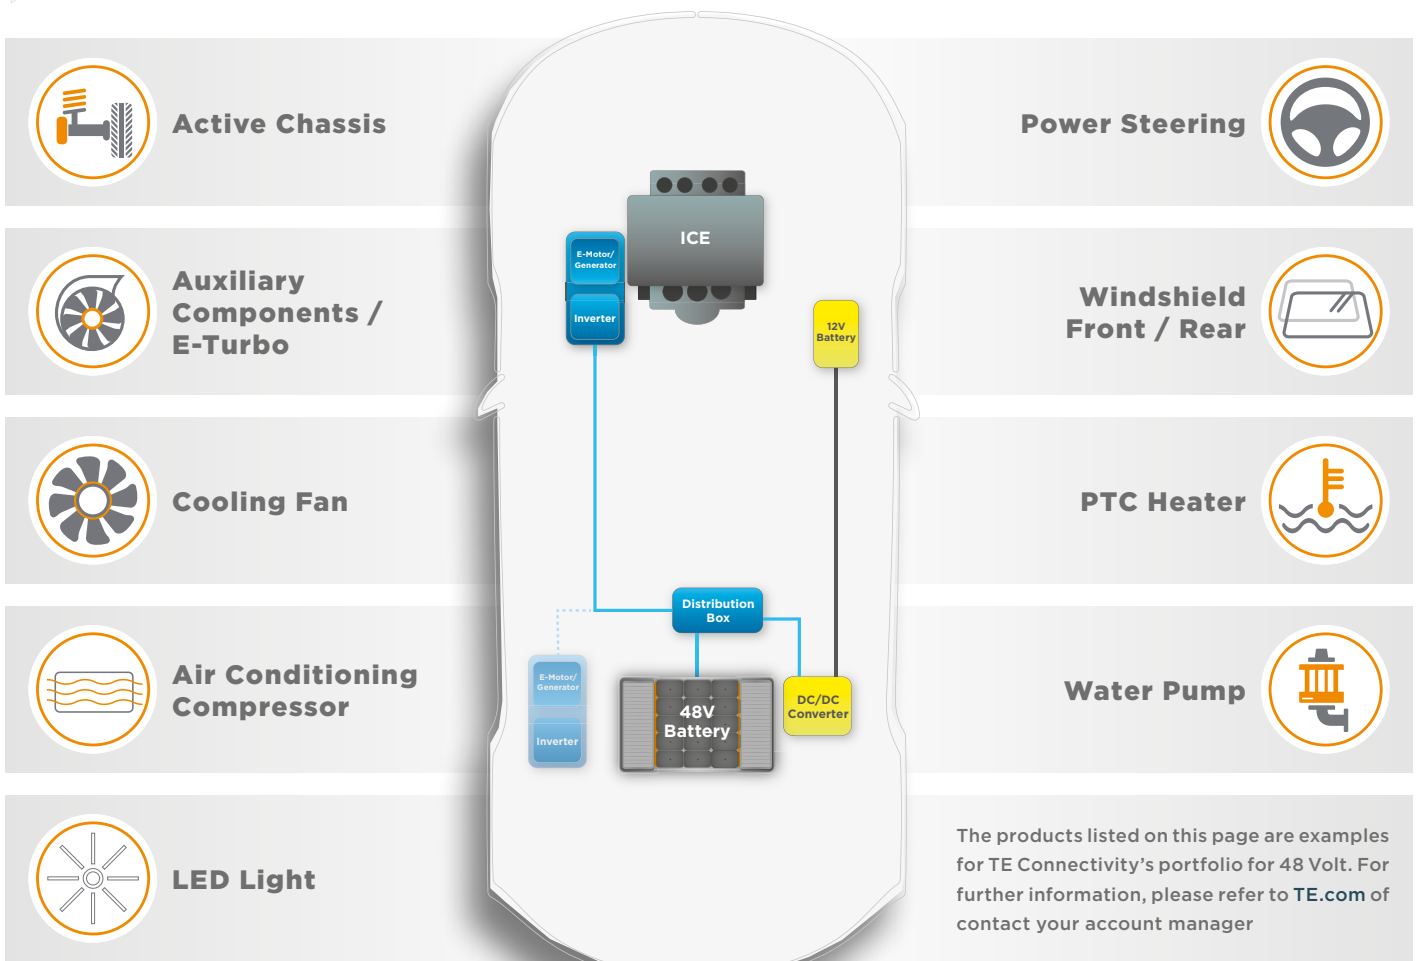 Active Chassis
Power Steering
ICE
E-Motor/
Generator
Inverter
Auxiliary
Components /
E-Turbo
12V
Battery
Windshield
Front / Rear
Cooling Fan
PTC Heater
Distribution
Box
Air Conditioning
Compressor
E-Motor/
Generator
Inverter
48V
Battery
DC/DC
Converter
Water Pump
LED Light
The products listed on this page are examples
for TE Connectivity's portfolio for 48 Volt. For
further information, please refer to TE.com of
contact your account manager